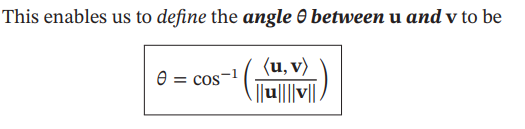 This enables us to define the angle θ between u and v to be
θ = cos⁻¹ ( ⟨u, v⟩ / ||u||||v|| )